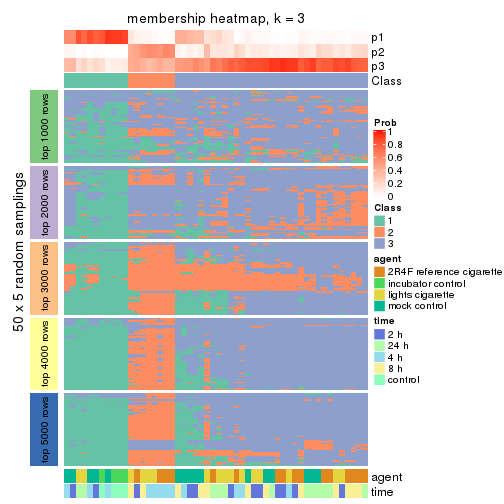 membership heatmap, k = 3
p1
p2
p3
Class
50 x 5 random samplings
top 1000 rows
top 2000 rows
top 3000 rows
top 4000 rows
top 5000 rows
agent
time
Prob
1
0.8
0.6
0.4
0.2
0
Class
1
2
3
agent
2R4F reference cigarette
incubator control
lights cigarette
mock control
time
2 h
24 h
4 h
8 h
control